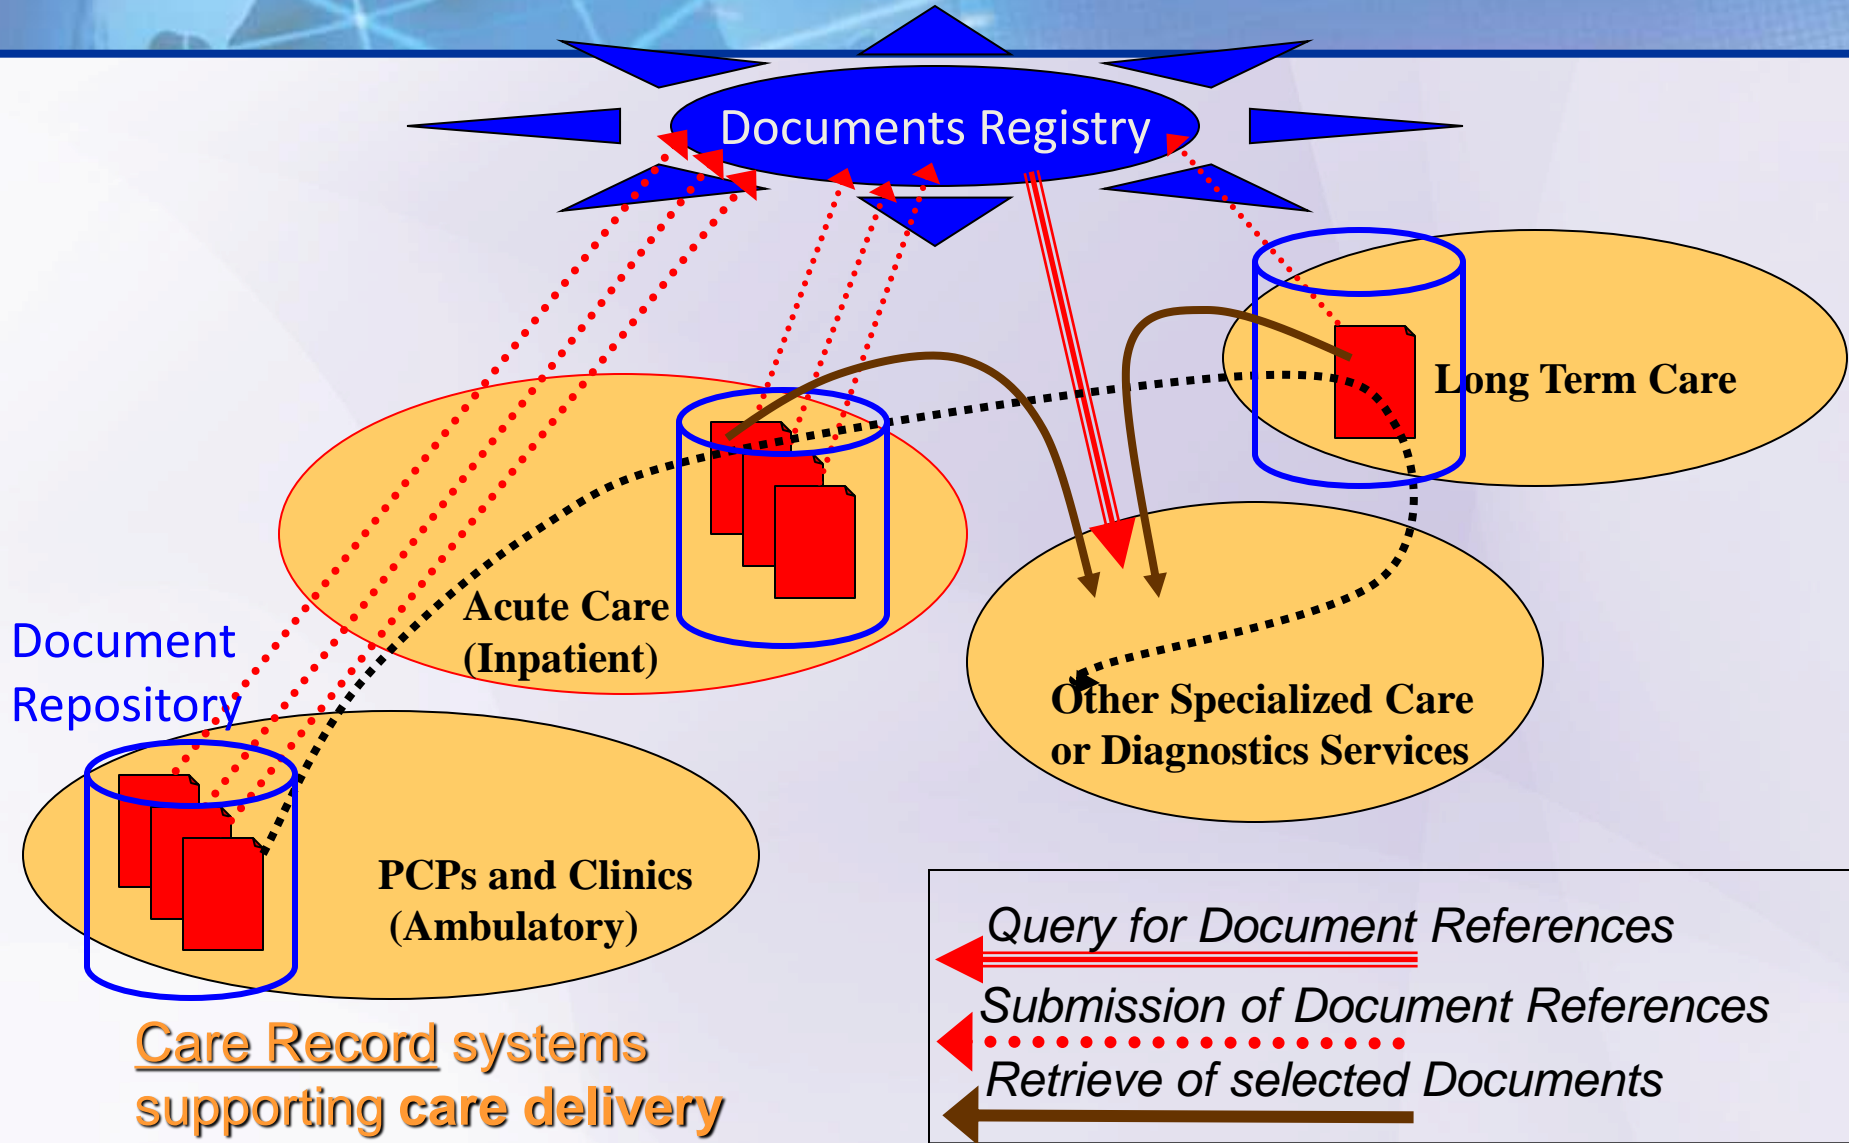 Documents Registry
Long Term Care
Acute Care
(Inpatient)
Document
Repository
Other Specialized Care
or Diagnostics Services
PCPs and Clinics
(Ambulatory)
Query for Document References
Submission of Document References
Retrieve of selected Documents
Care Record systems
supporting care delivery